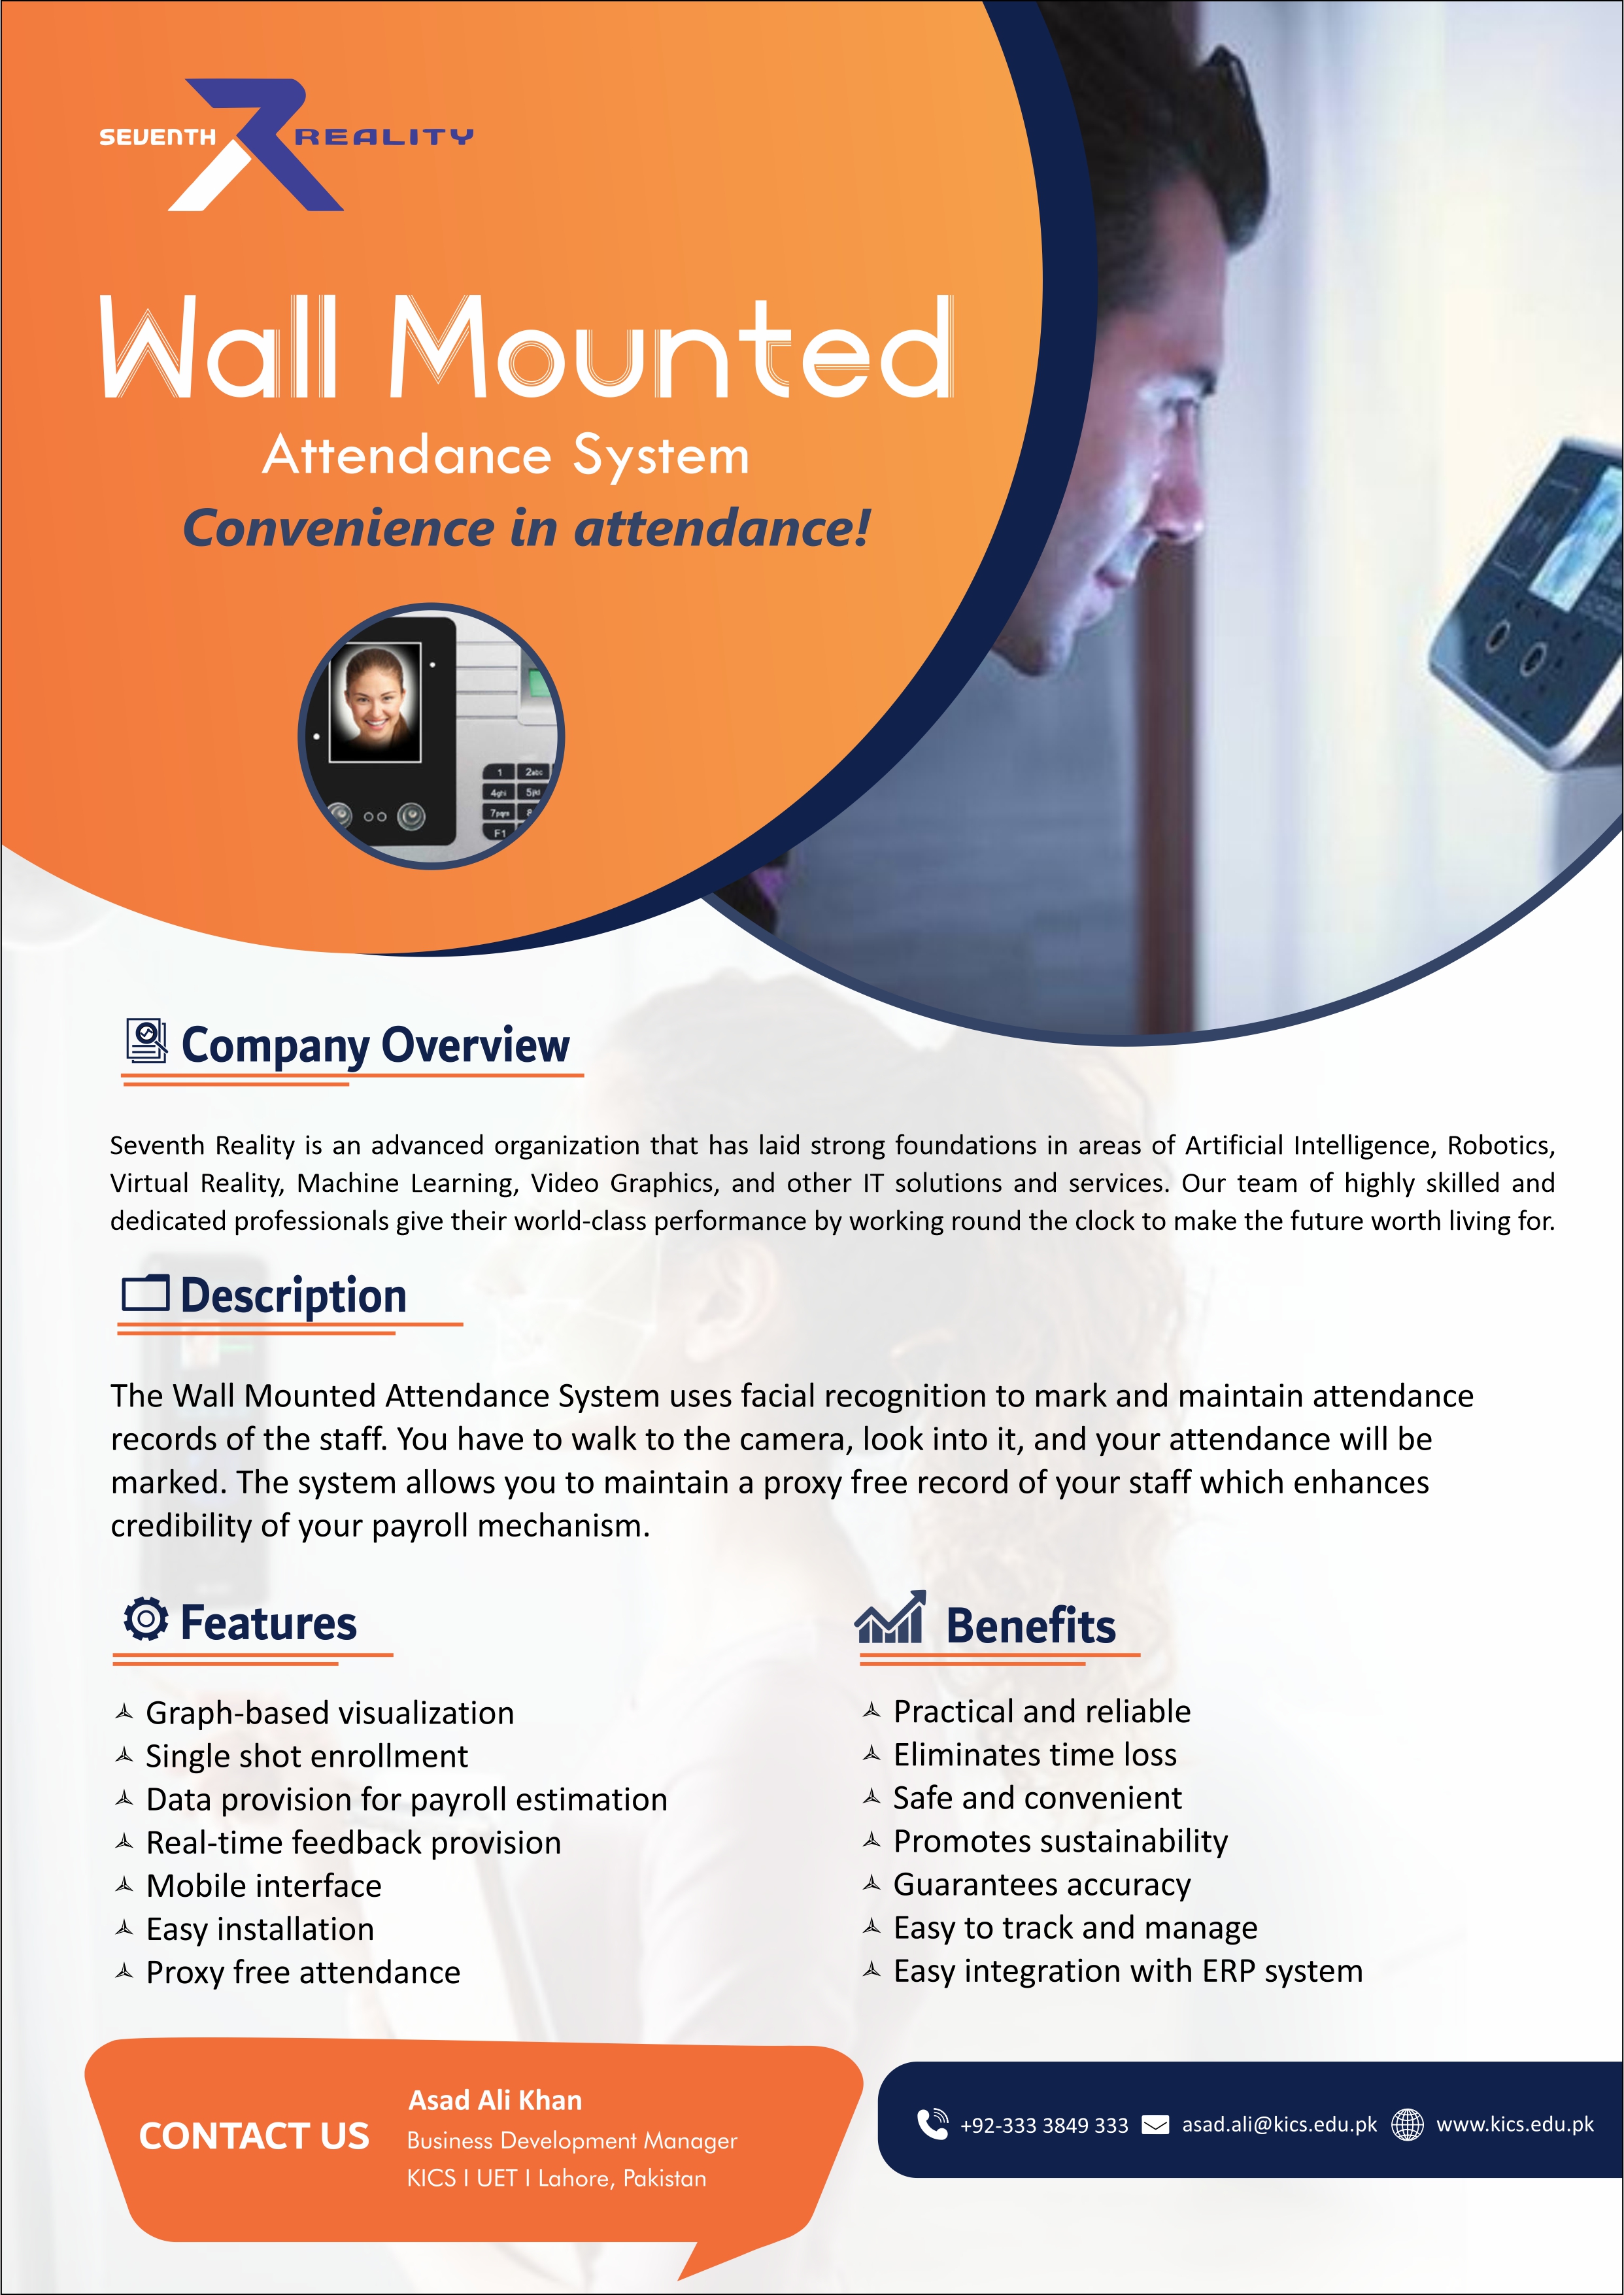 SEVENTH REALITY
Wall Mounted
Attendance System
Convenience in attendance!
1 2abc
4ghi 5jkl
7pqrs 8
F1
Company Overview
Seventh Reality is an advanced organization that has laid strong foundations in areas of Artificial Intelligence, Robotics,
Virtual Reality, Machine Learning, Video Graphics, and other IT solutions and services. Our team of highly skilled and
dedicated professionals give their world-class performance by working round the clock to make the future worth living for.
Description
The Wall Mounted Attendance System uses facial recognition to mark and maintain attendance
records of the staff. You have to walk to the camera, look into it, and your attendance will be
marked. The system allows you to maintain a proxy free record of your staff which enhances
credibility of your payroll mechanism.
Features
Graph-based visualization
Single shot enrollment
Data provision for payroll estimation
Real-time feedback provision
Mobile interface
Easy installation
Proxy free attendance
Benefits
Practical and reliable
Eliminates time loss
Safe and convenient
Promotes sustainability
Guarantees accuracy
Easy to track and manage
Easy integration with ERP system
CONTACT US
Asad Ali Khan
Business Development Manager
KICS I UET I Lahore, Pakistan
+92-333 3849 333 asad.ali@kics.edu.pk www.kics.edu.pk